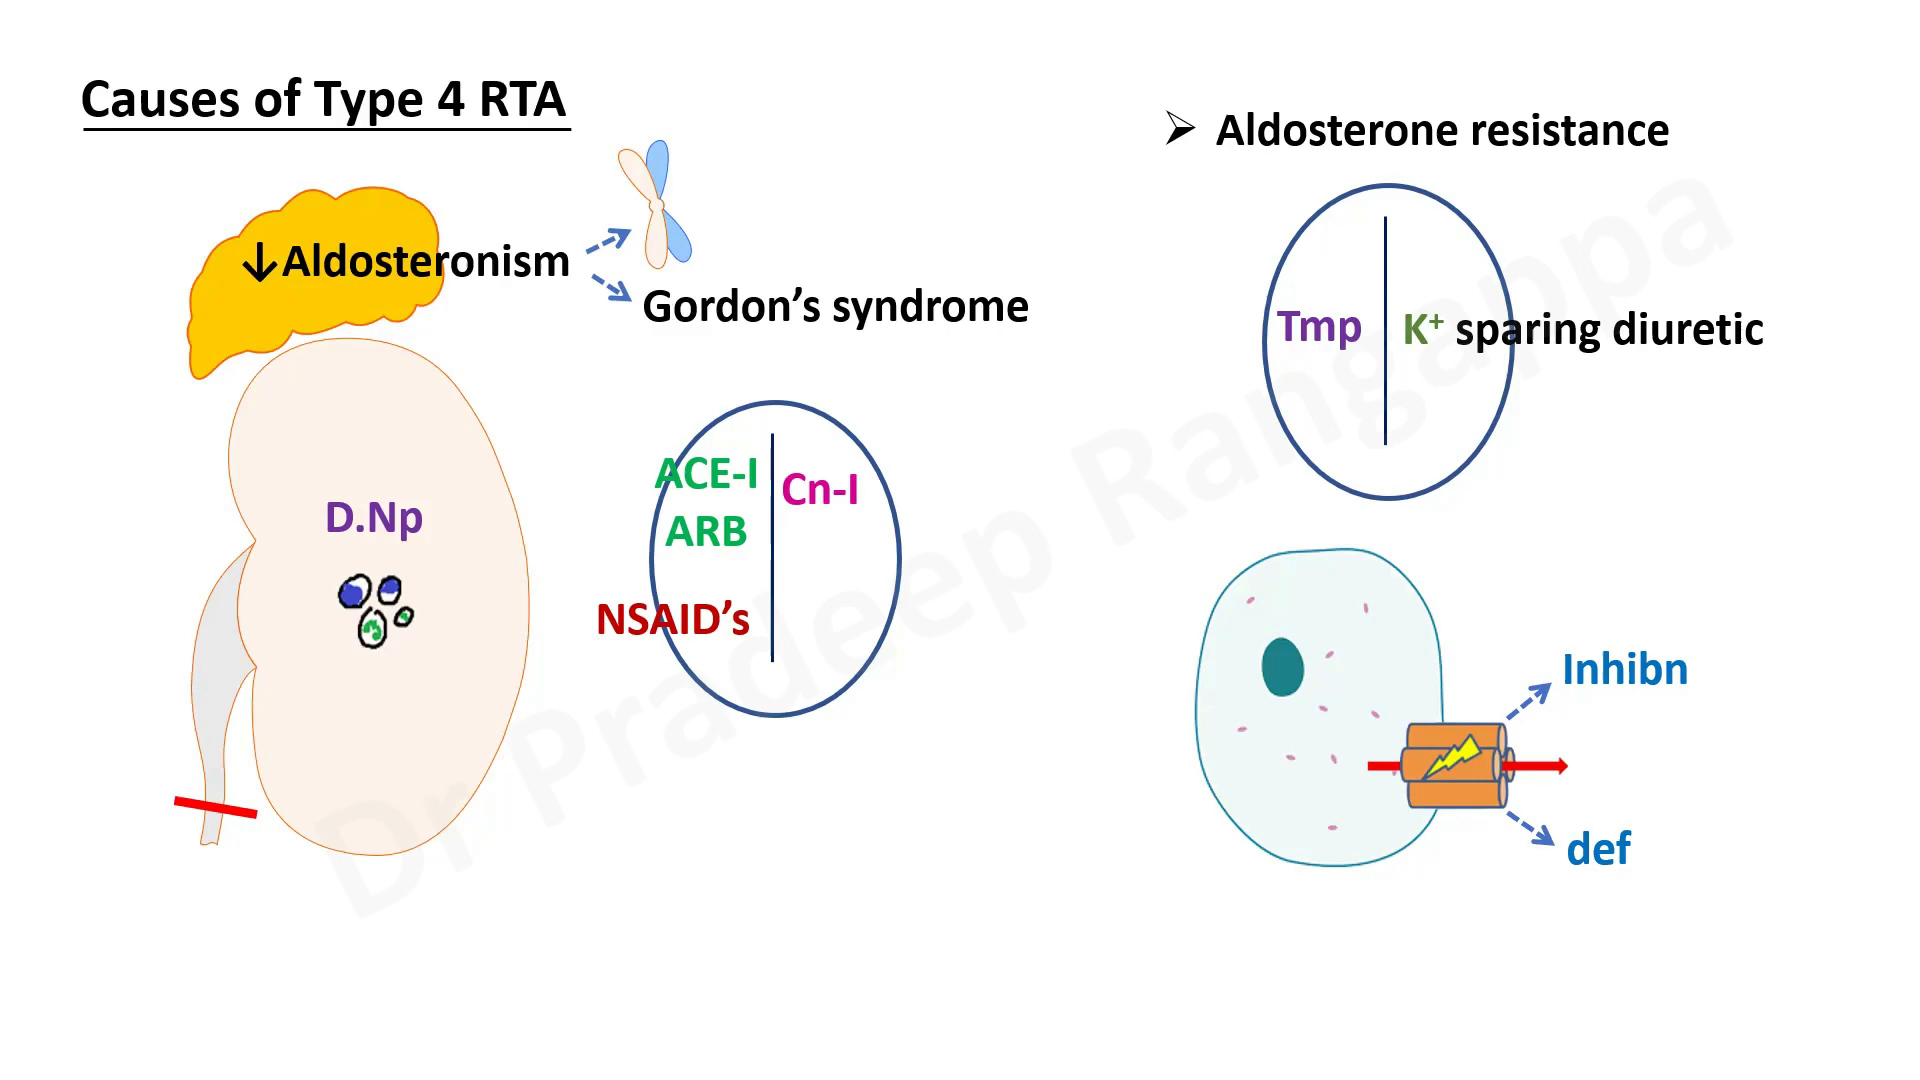 Causes of Type 4 RTA
↓Aldosteronism
Gordon’s syndrome
D.Np
ACE-I
ARB
NSAID’s
Cn-I
➢ Aldosterone resistance
Tmp
K⁺ sparing diuretic
Inhibn
def
Dr Pradeep Rangappa